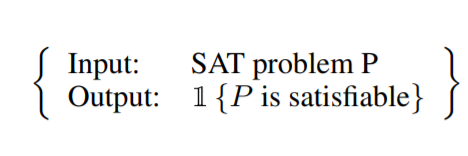 Input: SAT problem P
Output: 𝟙 {P is satisfiable}